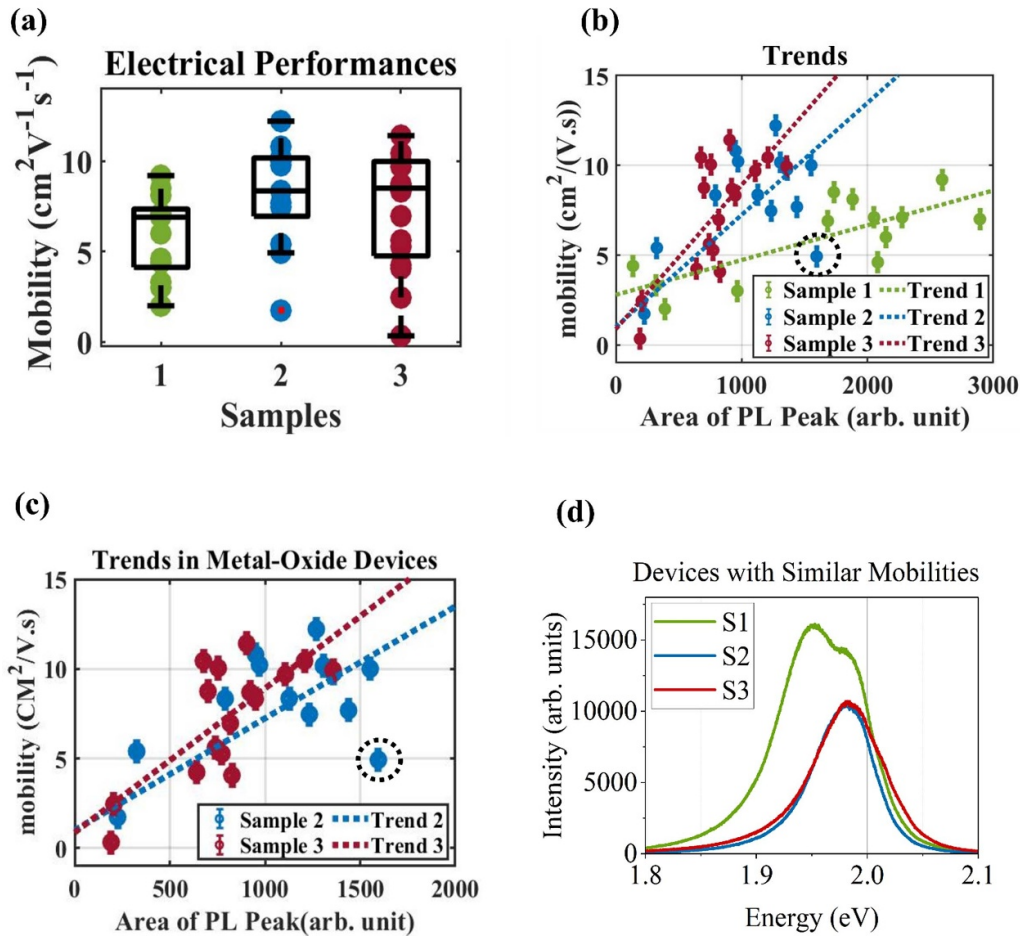 (a)
Electrical Performances
Mobility (cm²V⁻¹s⁻¹)
10
5
0
1 2 3
Samples
(b)
Trends
mobility (cm²/(V.s))
15
10
5
0
Sample 1 Trend 1
Sample 2 Trend 2
Sample 3 Trend 3
0 1000 2000 3000
Area of PL Peak (arb. unit)
(c)
Trends in Metal-Oxide Devices
mobility (CM²/V.s)
15
10
5
0
Sample 2 Trend 2
Sample 3 Trend 3
0 500 1000 1500 2000
Area of PL Peak(arb. unit)
(d)
Devices with Similar Mobilities
Intensity (arb. units)
15000
10000
5000
0
S1
S2
S3
1.8 1.9 2.0 2.1
Energy (eV)